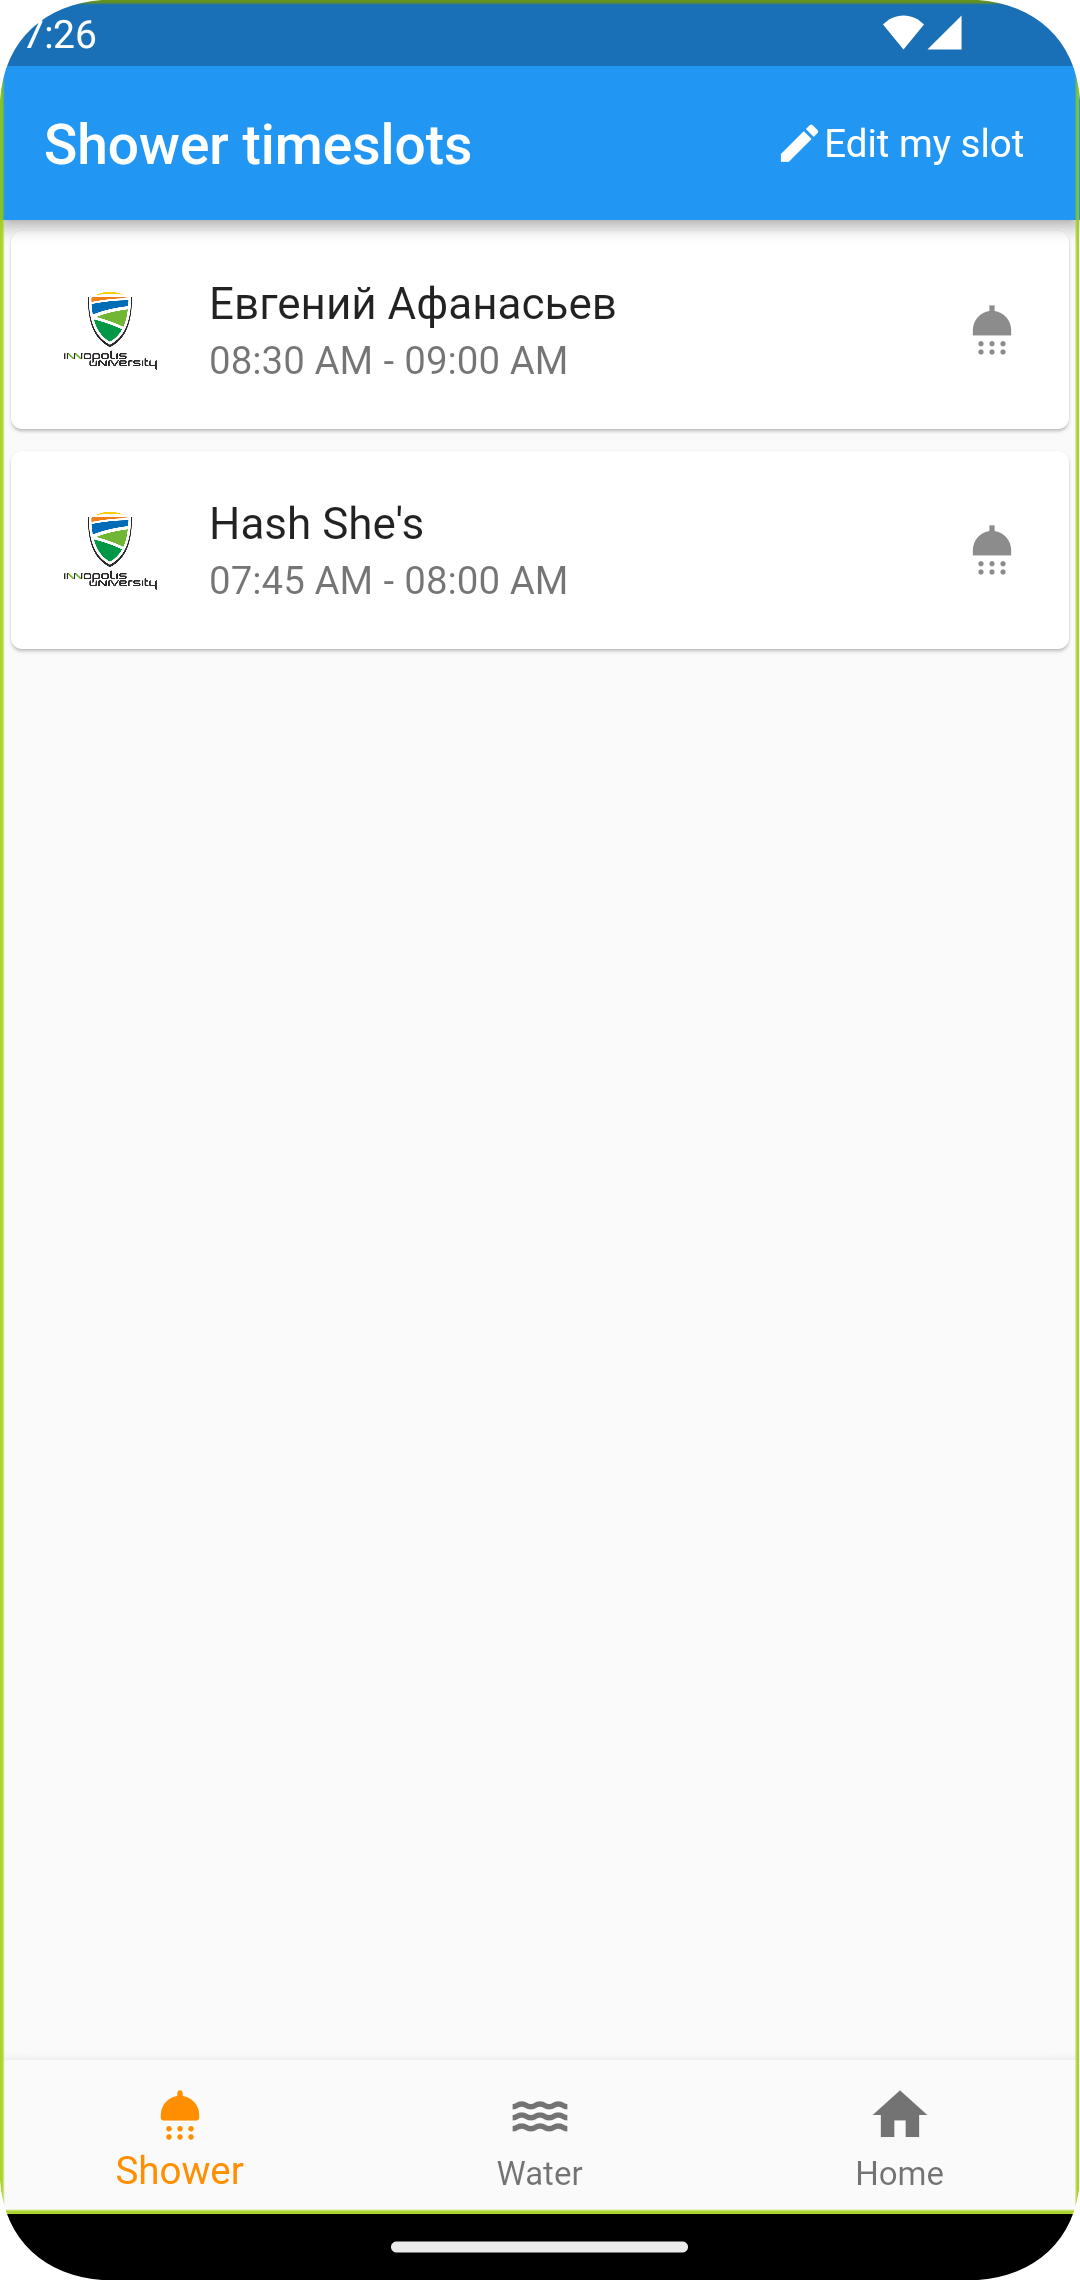 7:26
Shower timeslots
Edit my slot
Евгений Афанасьев
08:30 AM - 09:00 AM
INNOPOLIS
UNIVERSITY
Hash She's
07:45 AM - 08:00 AM
INNOPOLIS
UNIVERSITY
Shower
Water
Home